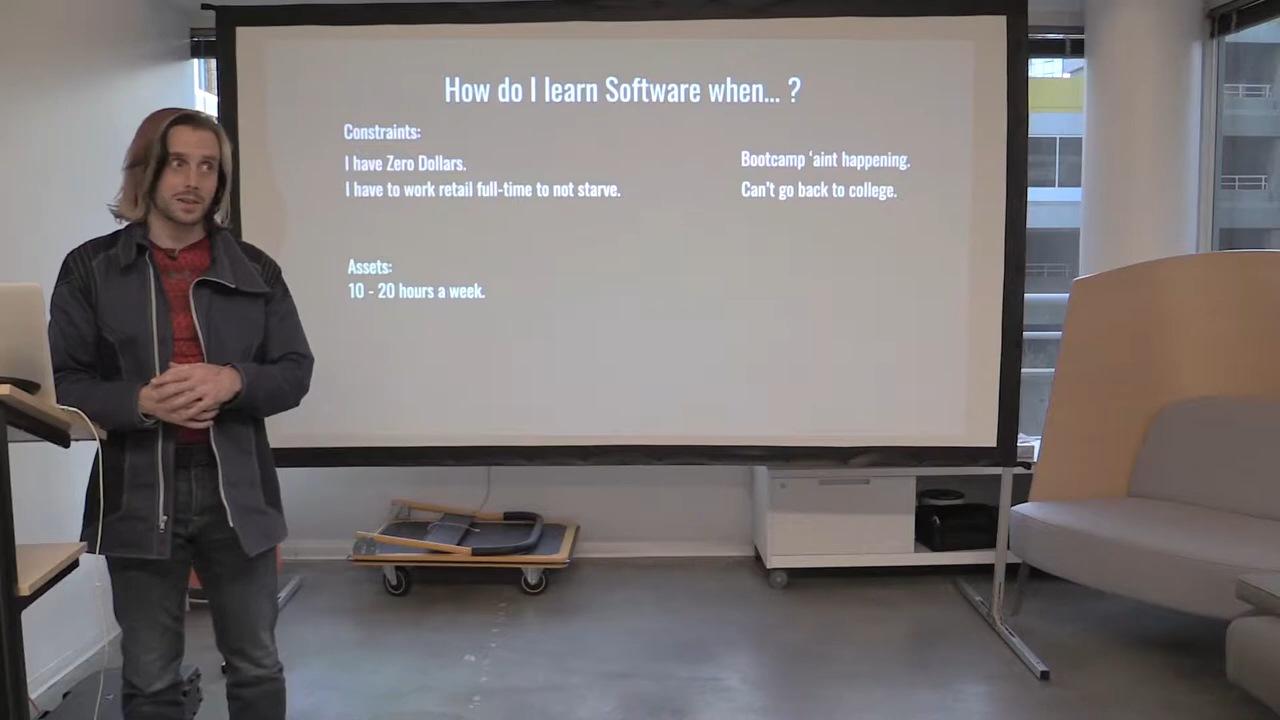 How do I learn Software when... ?
Constraints:
I have Zero Dollars.
I have to work retail full-time to not starve.
Bootcamp ‘aint happening.
Can't go back to college.
Assets:
10 - 20 hours a week.